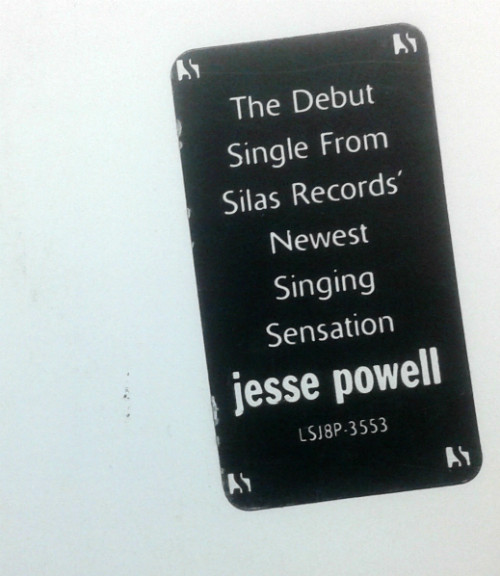 The Debut
Single From
Silas Records'
Newest
Singing
Sensation
jesse powell
LSJ8P-3553